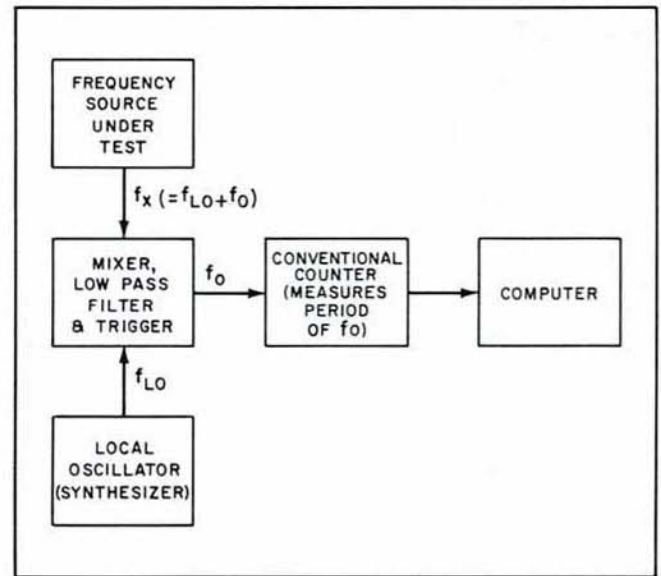 FREQUENCY
SOURCE
UNDER
TEST
fx (=fLO+fO)
MIXER,
LOW PASS
FILTER
& TRIGGER
fO
CONVENTIONAL
COUNTER
(MEASURES
PERIOD
OF fO)
COMPUTER
fLO
LOCAL
OSCILLATOR
(SYNTHESIZER)